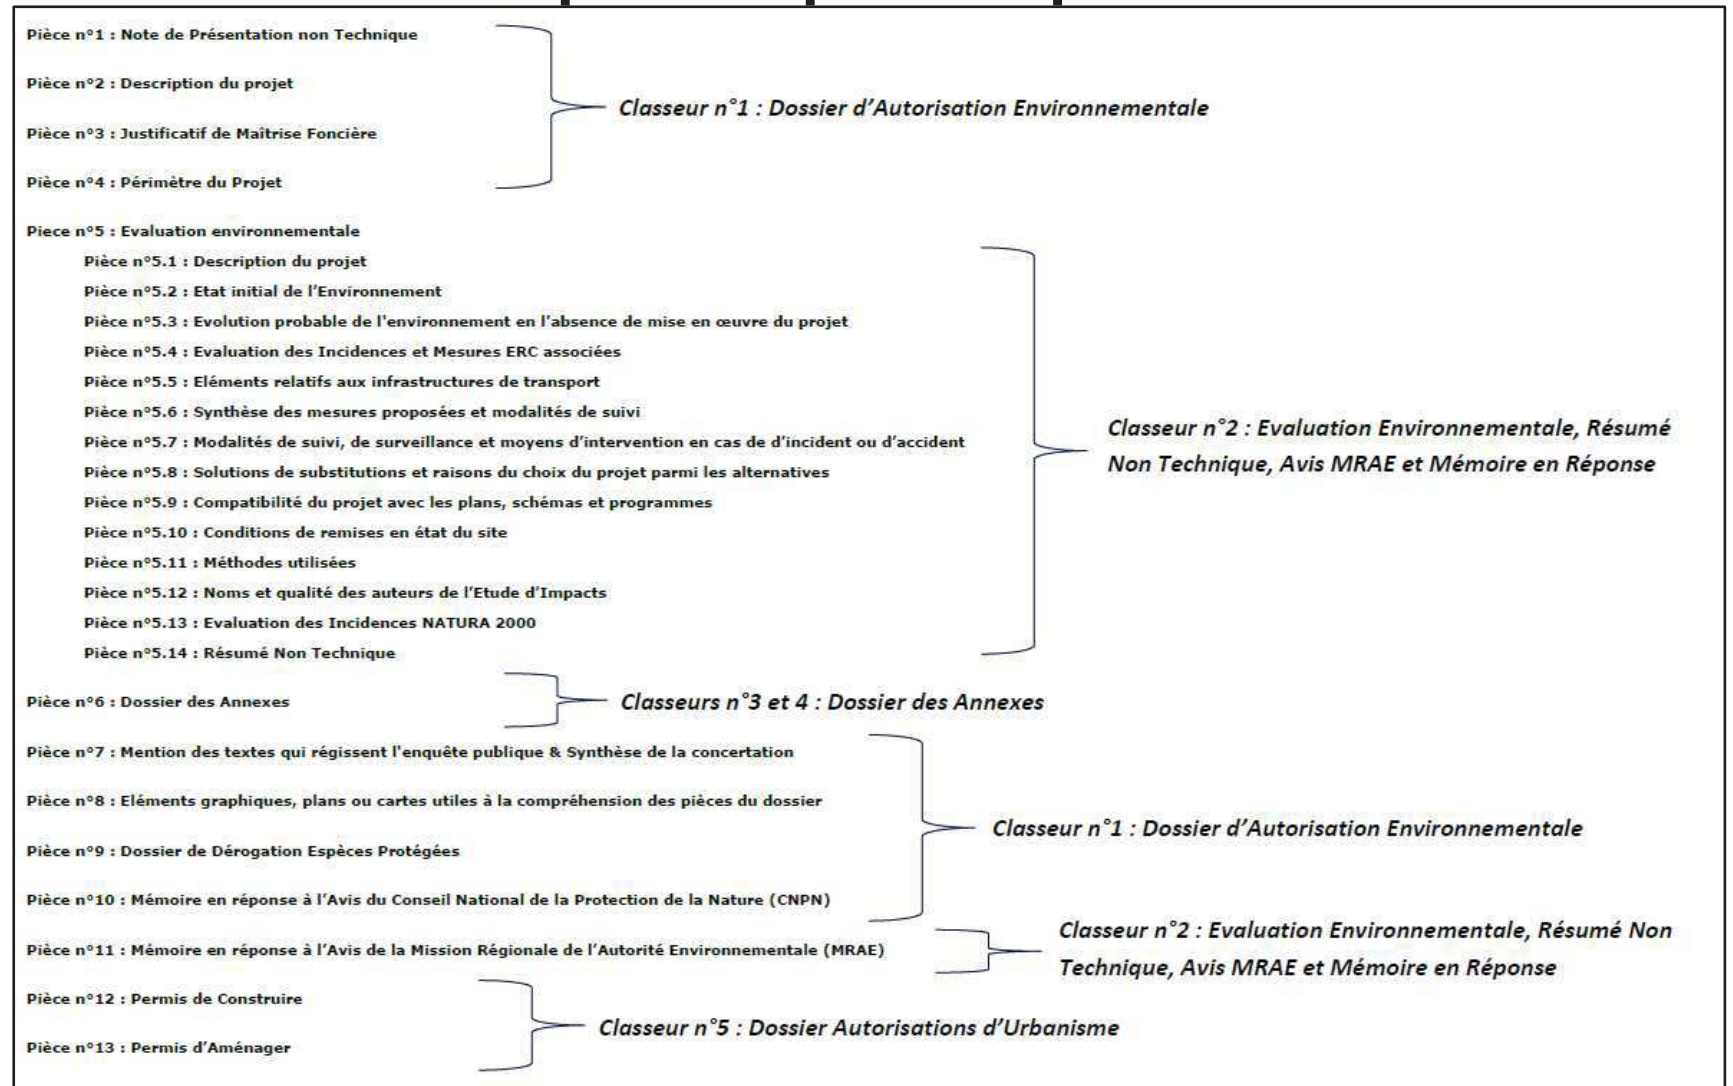 Pièce n°1 : Note de Présentation non Technique
Pièce n°2 : Description du projet
Classeur n°1 : Dossier d'Autorisation Environnementale
Pièce n°3 : Justificatif de Maîtrise Foncière
Pièce n°4 : Périmètre du Projet
Piece n°5 : Evaluation environnementale
Pièce n°5.1 : Description du projet
Pièce n°5.2 : Etat initial de l'Environnement
Pièce n°5.3 : Evolution probable de l'environnement en l'absence de mise en œuvre du projet
Pièce n°5.4 : Evaluation des Incidences et Mesures ERC associées
Pièce n°5.5 : Eléments relatifs aux infrastructures de transport
Pièce n°5.6 : Synthèse des mesures proposées et modalités de suivi
Pièce n°5.7 : Modalités de suivi, de surveillance et moyens d'intervention en cas de d'incident ou d'accident
Pièce n°5.8 : Solutions de substitutions et raisons du choix du projet parmi les alternatives
Pièce n°5.9 : Compatibilité du projet avec les plans, schémas et programmes
Pièce n°5.10 : Conditions de remises en état du site
Pièce n°5.11 : Méthodes utilisées
Pièce n°5.12 : Noms et qualité des auteurs de l'Etude d'Impacts
Pièce n°5.13 : Evaluation des Incidences NATURA 2000
Pièce n°5.14 : Résumé Non Technique
Classeur n°2 : Evaluation Environnementale, Résumé
Non Technique, Avis MRAE et Mémoire en Réponse
Pièce n°6 : Dossier des Annexes
Classeurs n°3 et 4 : Dossier des Annexes
Pièce n°7 : Mention des textes qui régissent l'enquête publique & Synthèse de la concertation
Pièce n°8 : Eléments graphiques, plans ou cartes utiles à la compréhension des pièces du dossier
Classeur n°1 : Dossier d'Autorisation Environnementale
Pièce n°9 : Dossier de Dérogation Espèces Protégées
Pièce n°10 : Mémoire en réponse à l'Avis du Conseil National de la Protection de la Nature (CNPN)
Pièce n°11 : Mémoire en réponse à l'Avis de la Mission Régionale de l'Autorité Environnementale (MRAE)
Classeur n°2 : Evaluation Environnementale, Résumé Non
Technique, Avis MRAE et Mémoire en Réponse
Pièce n°12 : Permis de Construire
Classeur n°5 : Dossier Autorisations d'Urbanisme
Pièce n°13 : Permis d'Aménager